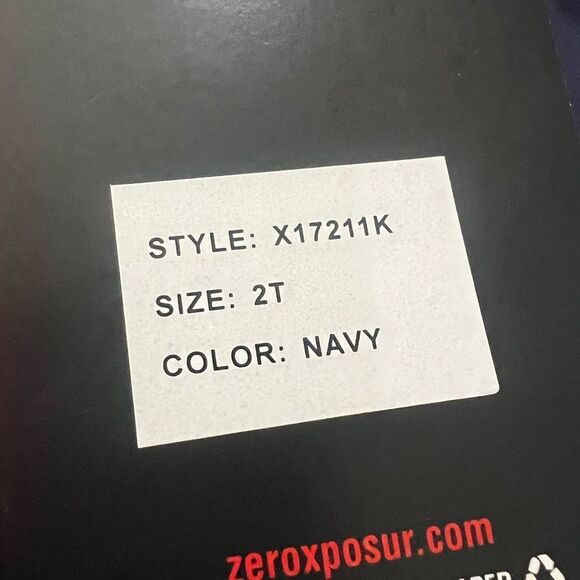 STYLE: X17211K
SIZE: 2T
COLOR: NAVY
zeroxposur.com